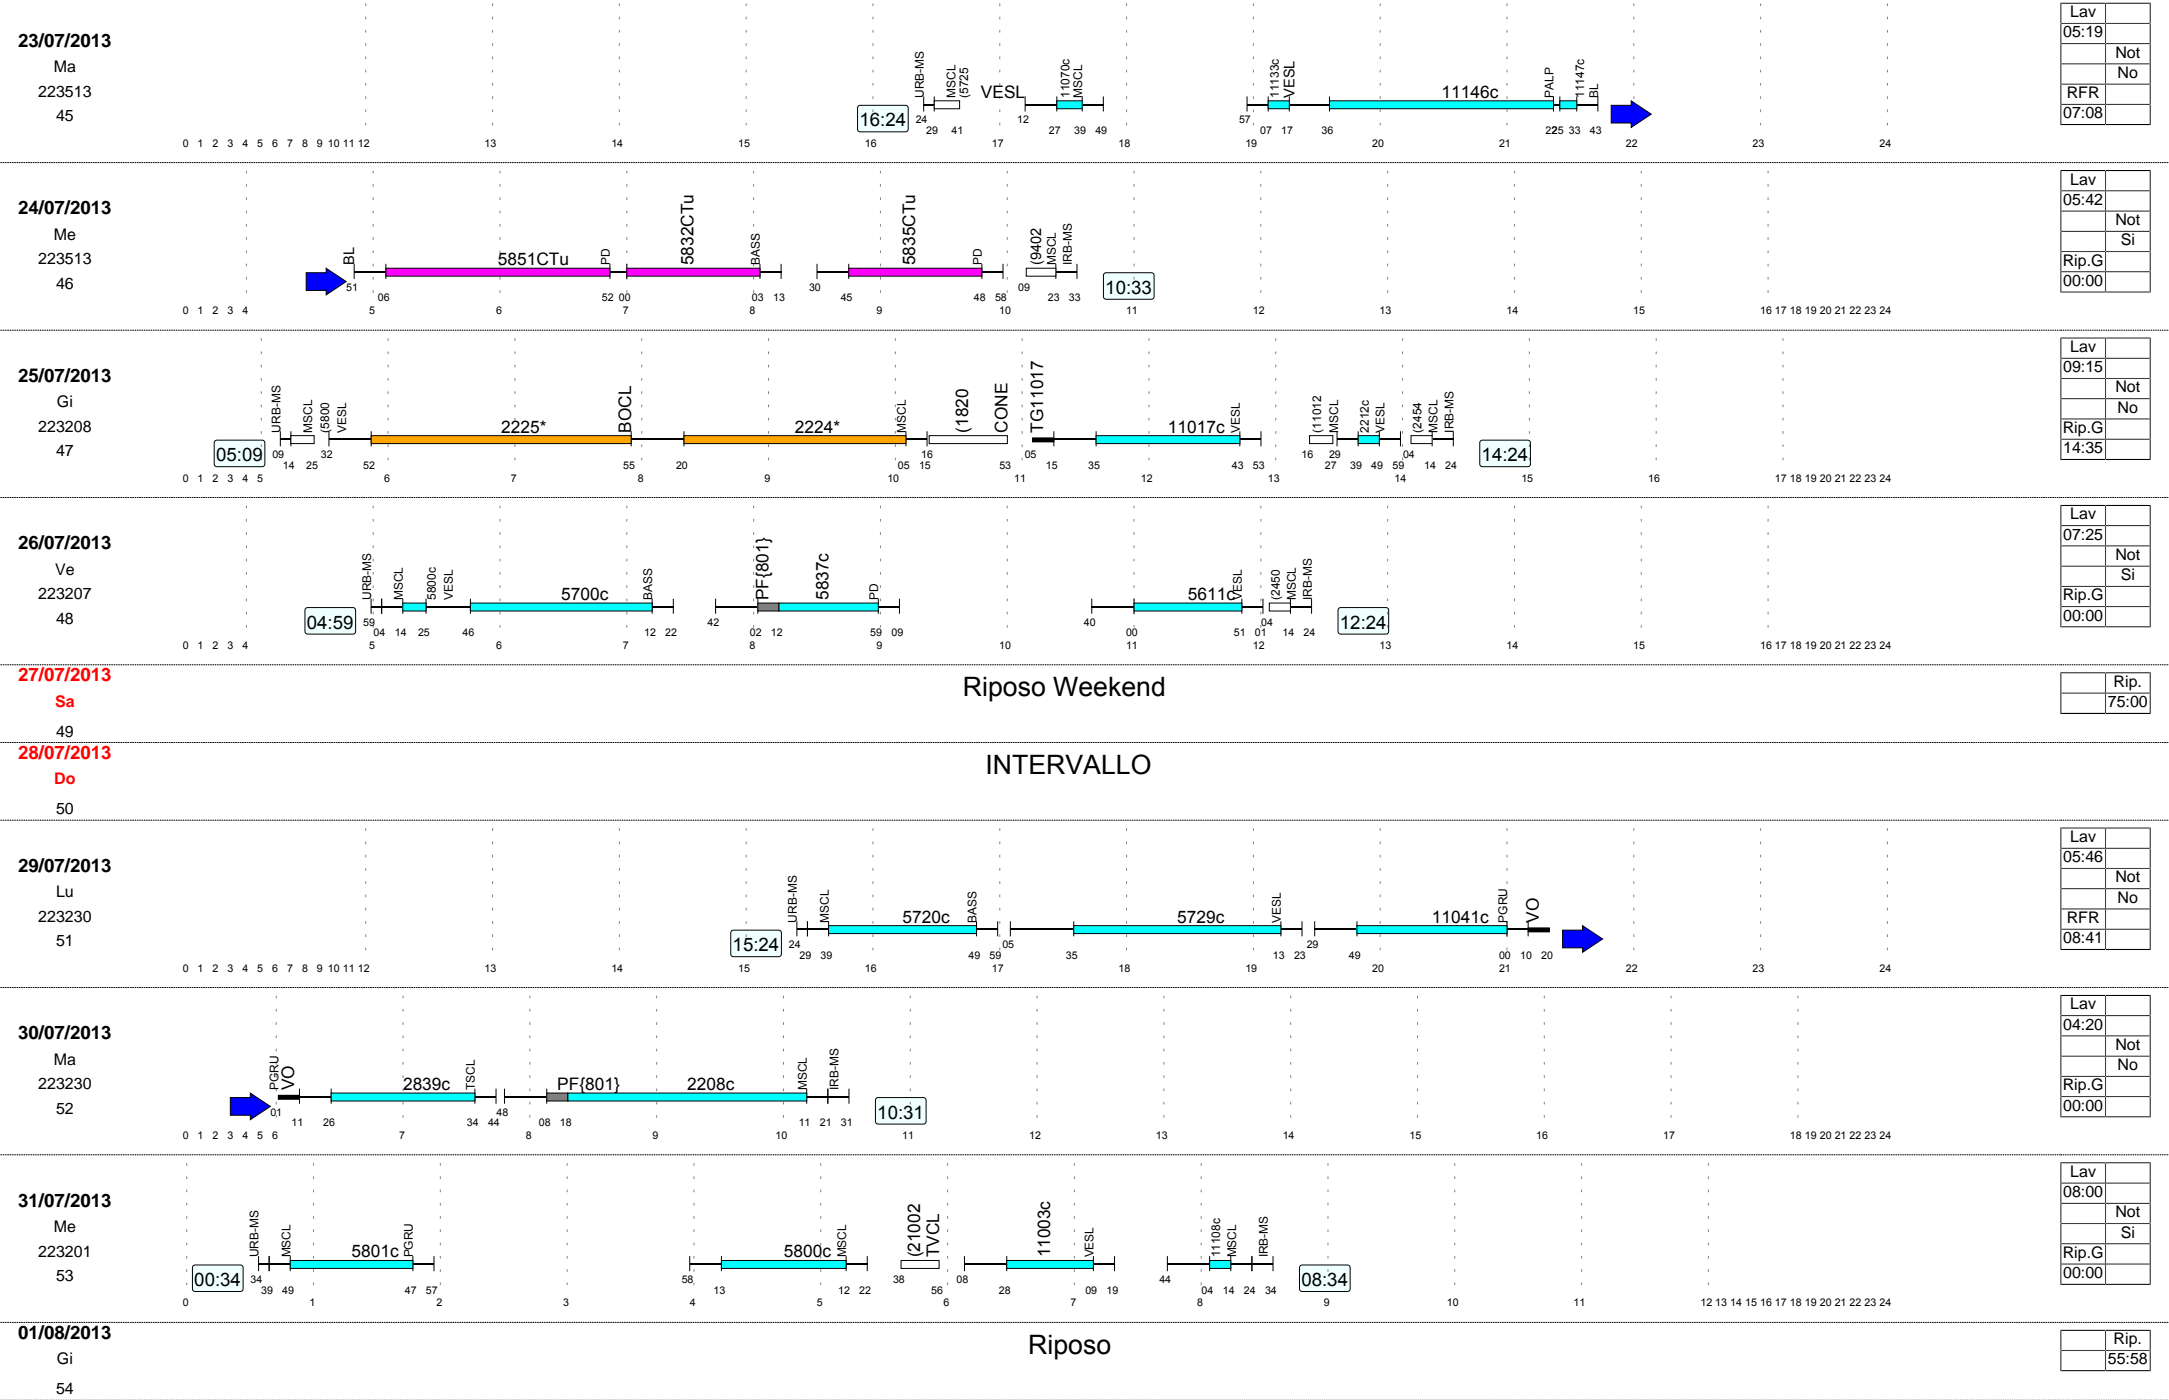 23/07/2013
Ma
223513
45
16:24
URB-MS
MSCL
(5725
VESL
11070c
MSCL
11133c
VESL
11146c
PALP
11147c
BL
24 29 41 12 27 39 49 57 07 17 36 22 25 33 43
0 1 2 3 4 5 6 7 8 9 10 11 12 13 14 15 16 17 18 19 20 21 22 23 24
Lav
05:19
Not
No
RFR
07:08
24/07/2013
Me
223513
46
BL
5851CTu
PD
5832CTu
BASS
5835CTu
PD
(9402
MSCL
IRB-MS
10:33
51 06 52 00 03 13 30 45 48 58 09 23 33
0 1 2 3 4 5 6 7 8 9 10 11 12 13 14 15 16 17 18 19 20 21 22 23 24
Lav
05:42
Not
Si
Rip.G
00:00
25/07/2013
Gi
223208
47
05:09
URB-MS
MSCL
(5800
VESL
2225*
BOCL
2224*
MSCL
(1820
CONE
TG11017
11017c
VESL
(11012
MSCL
2212c
VESL
(2454
MSCL
IRB-MS
14:24
09 14 25 32 52 55 20 05 16 15 53 05 15 35 43 53 16 27 29 39 49 59 04 14 24
0 1 2 3 4 5 6 7 8 9 10 11 12 13 14 15 16 17 18 19 20 21 22 23 24
Lav
09:15
Not
No
Rip.G
14:35
26/07/2013
Ve
223207
48
04:59
URB-MS
MSCL
5800c
VESL
5700c
BASS
PF{801}
5837c
PD
5611c
VESL
(2450
MSCL
IRB-MS
12:24
59 04 14 25 46 12 22 42 02 12 59 09 40 00 51 01 04 14 24
0 1 2 3 4 5 6 7 8 9 10 11 12 13 14 15 16 17 18 19 20 21 22 23 24
Lav
07:25
Not
Si
Rip.G
00:00
27/07/2013
Sa
49
Riposo Weekend
Rip.
75:00
28/07/2013
Do
50
INTERVALLO
29/07/2013
Lu
223230
51
15:24
URB-MS
MSCL
5720c
BASS
5729c
VESL
11041c
PGRU
VO
24 29 39 49 59 05 35 13 23 29 49 00 10 20
0 1 2 3 4 5 6 7 8 9 10 11 12 13 14 15 16 17 18 19 20 21 22 23 24
Lav
05:46
Not
No
RFR
08:41
30/07/2013
Ma
223230
52
PGRU
VO
2839c
TSCL
PF{801}
2208c
MSCL
IRB-MS
10:31
01 11 26 34 44 48 08 18 11 21 31
0 1 2 3 4 5 6 7 8 9 10 11 12 13 14 15 16 17 18 19 20 21 22 23 24
Lav
04:20
Not
No
Rip.G
00:00
31/07/2013
Me
223201
53
00:34
URB-MS
MSCL
5801c
PGRU
5800c
MSCL
(21002
TVCL
11003c
VESL
11108c
MSCL
IRB-MS
08:34
34 39 49 47 57 58 13 12 22 38 56 08 28 09 19 44 04 14 24 34
0 1 2 3 4 5 6 7 8 9 10 11 12 13 14 15 16 17 18 19 20 21 22 23 24
Lav
08:00
Not
Si
Rip.G
00:00
01/08/2013
Gi
54
Riposo
Rip.
55:58